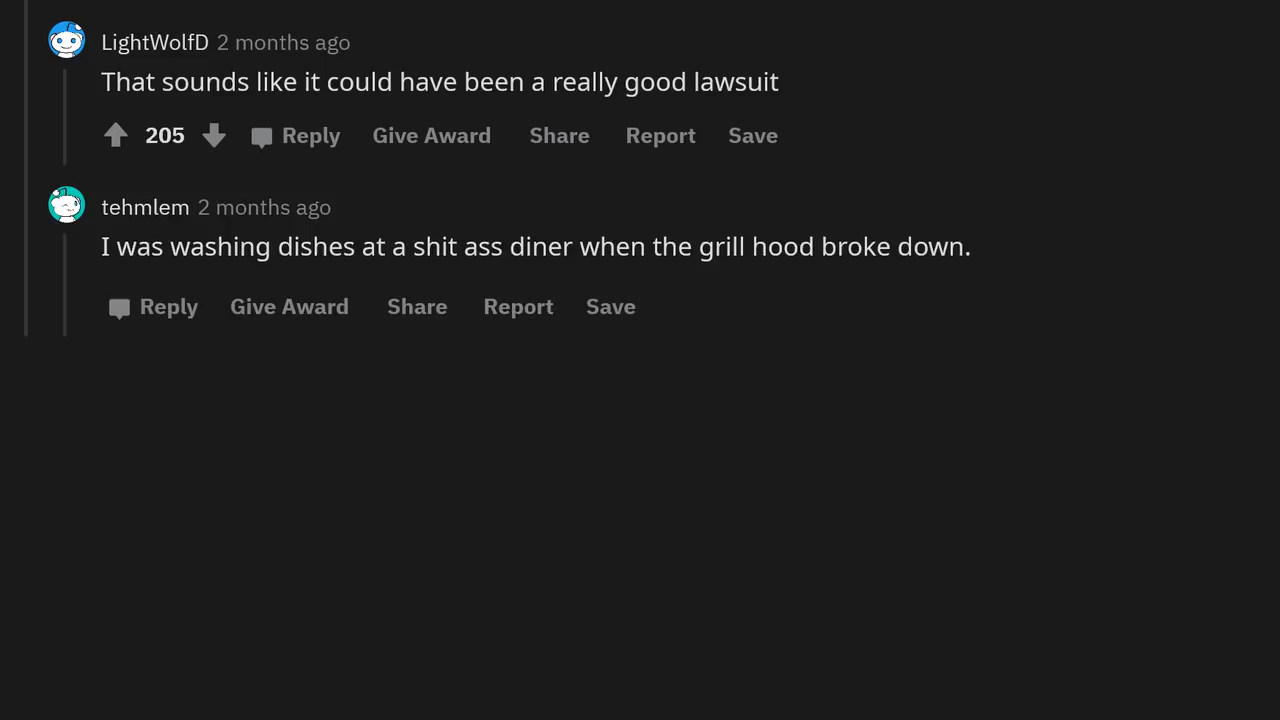 LightWolfD 2 months ago
That sounds like it could have been a really good lawsuit
205 Reply Give Award Share Report Save
tehmlem 2 months ago
I was washing dishes at a shit ass diner when the grill hood broke down.
Reply Give Award Share Report Save